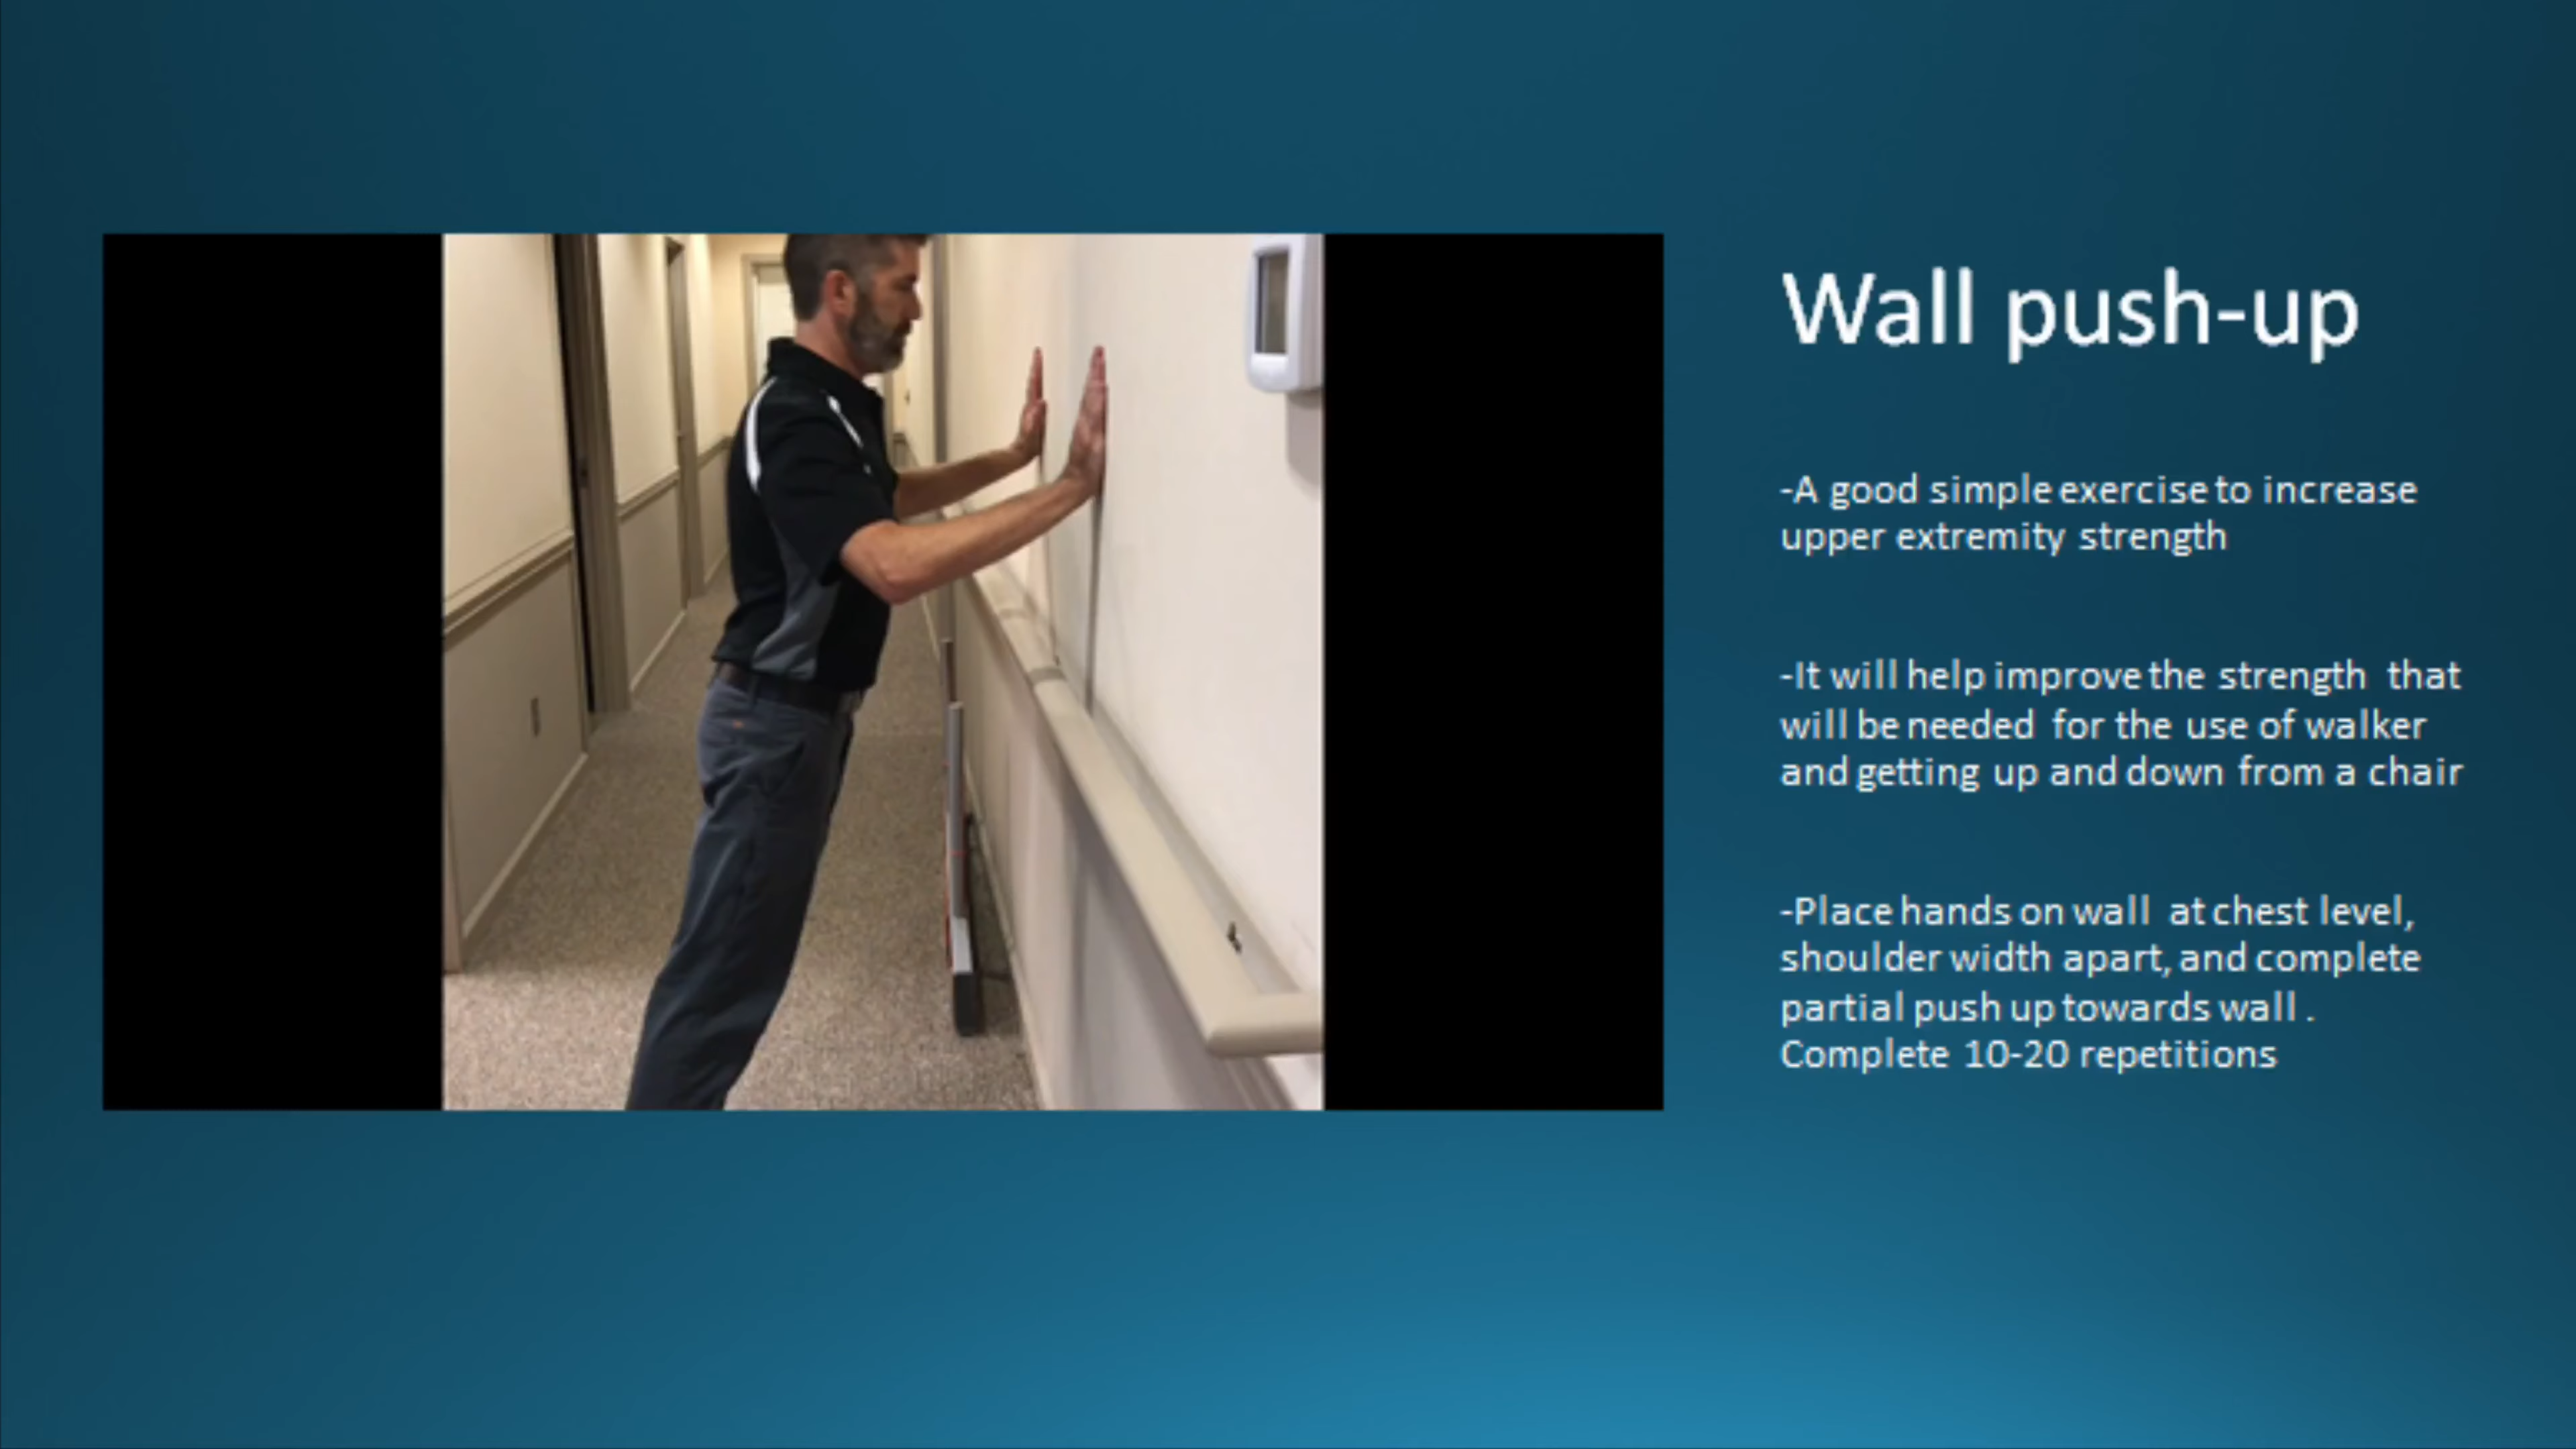 Wall push-up
-A good simple exercise to increase
upper extremity strength
-It will help improve the strength that
will be needed for the use of walker
and getting up and down from a chair
-Place hands on wall at chest level,
shoulder width apart, and complete
partial push up towards wall .
Complete 10-20 repetitions